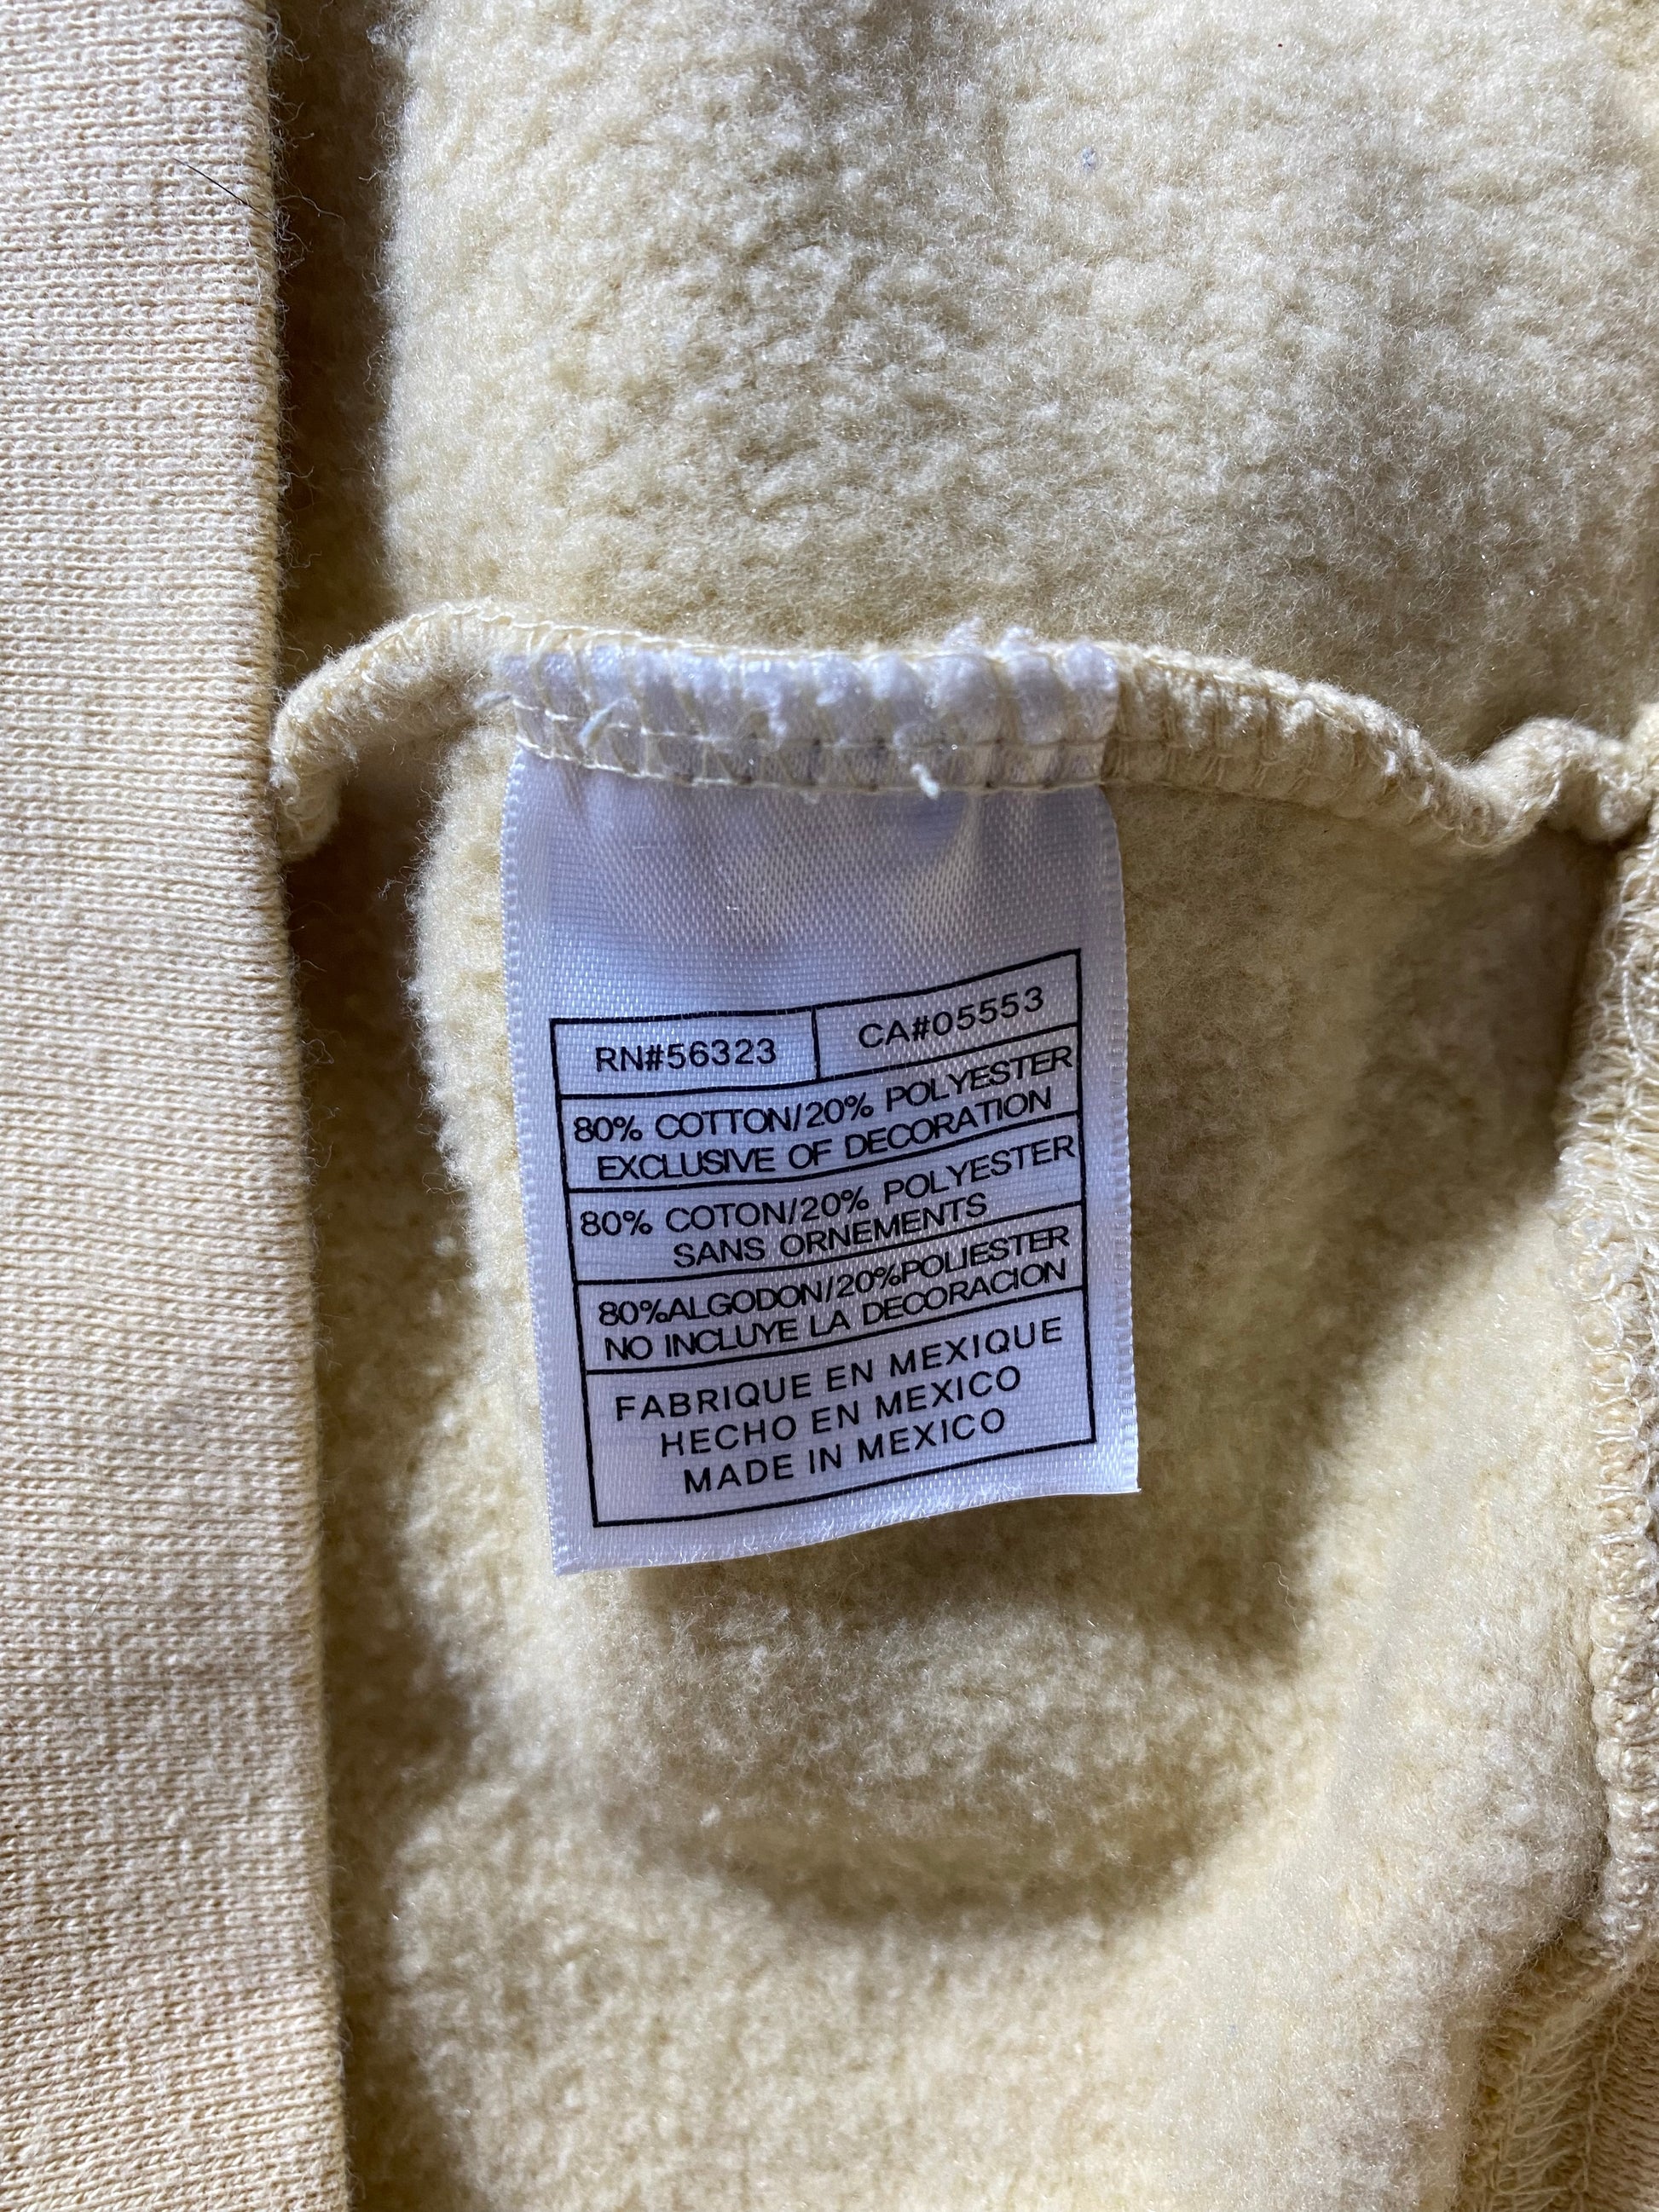 RN#56323 CA#05553
80% COTTON/20% POLYESTER
EXCLUSIVE OF DECORATION
80% COTON/20% POLYESTER
SANS ORNEMENTS
80%ALGODON/20%POLIESTER
NO INCLUYE LA DECORACION
FABRIQUE EN MEXIQUE
HECHO EN MEXICO
MADE IN MEXICO